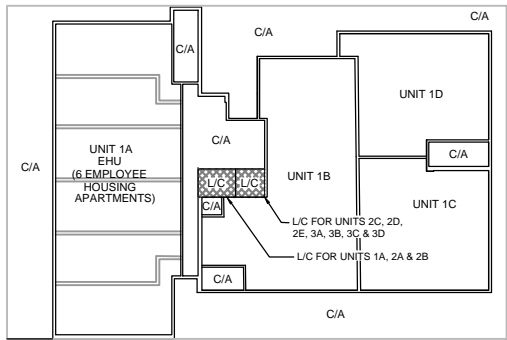 C/A
C/A
C/A
C/A
UNIT 1D
C/A
UNIT 1A
EHU
(6 EMPLOYEE
HOUSING
APARTMENTS)
C/A
C/A
L/C
L/C
UNIT 1B
UNIT 1C
C/A
L/C FOR UNITS 2C, 2D,
2E, 3A, 3B, 3C & 3D
L/C FOR UNITS 1A, 2A & 2B
C/A
C/A